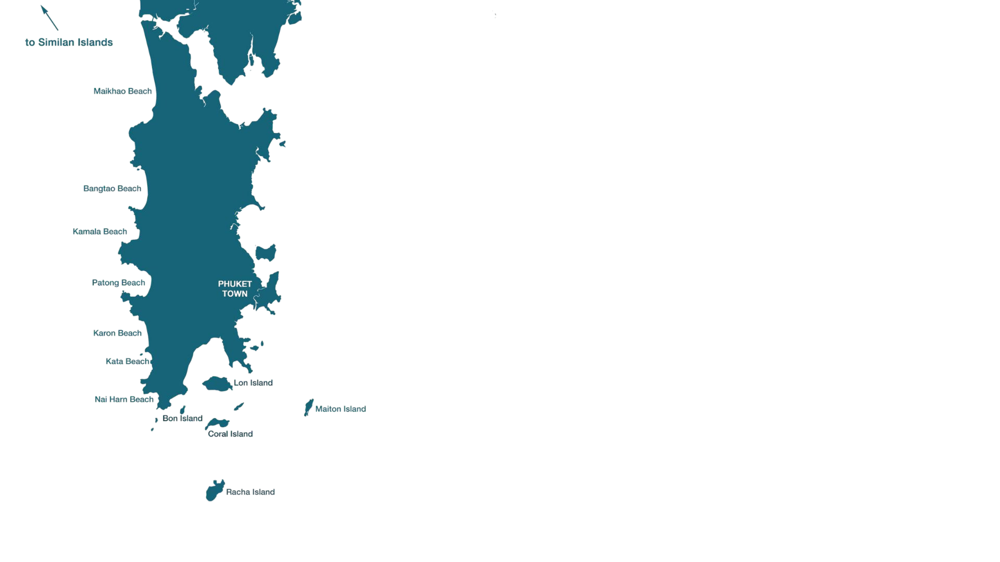 to Similan Islands
Maikhao Beach
Bangtao Beach
Kamala Beach
Patong Beach
PHUKET
TOWN
Karon Beach
Kata Beach
Lon Island
Nai Harn Beach
Maiton Island
Bon Island
Coral Island
Racha Island